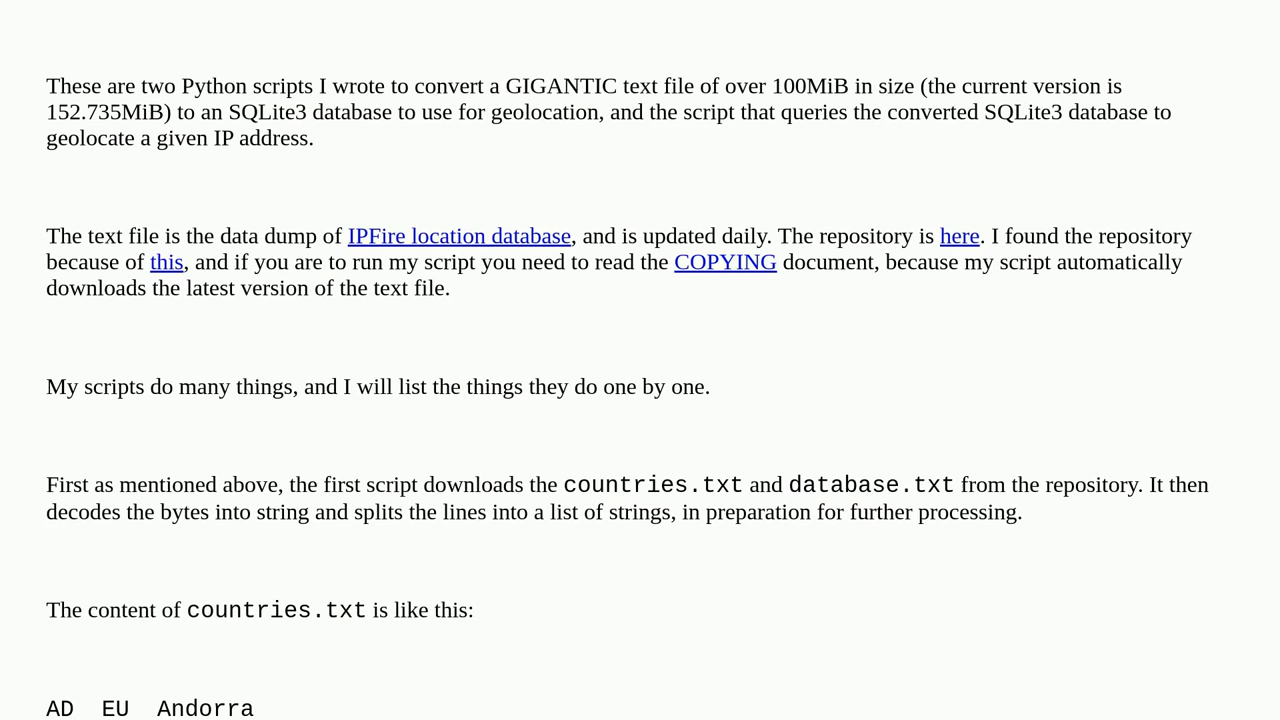 These are two Python scripts I wrote to convert a GIGANTIC text file of over 100MiB in size (the current version is
152.735MiB) to an SQLite3 database to use for geolocation, and the script that queries the converted SQLite3 database to
geolocate a given IP address.
The text file is the data dump of IPFire location database, and is updated daily. The repository is here. I found the repository
because of this, and if you are to run my script you need to read the COPYING document, because my script automatically
downloads the latest version of the text file.
My scripts do many things, and I will list the things they do one by one.
First as mentioned above, the first script downloads the countries.txt and database.txt from the repository. It then
decodes the bytes into string and splits the lines into a list of strings, in preparation for further processing.
The content of countries.txt is like this:
AD  EU  Andorra